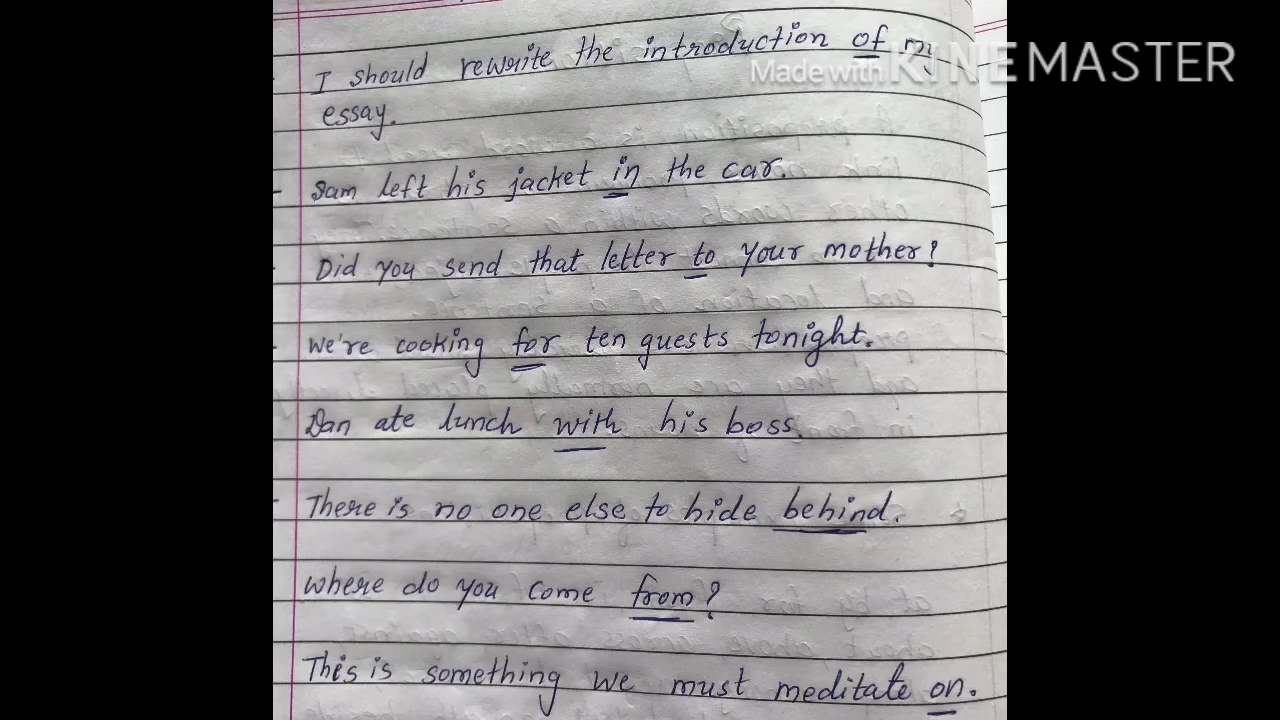 I should rewrite the introduction of my
essay.
Made with KINEMASTER
- Sam left his jacket in the car.
- Did you send that letter to your mother?
- We're cooking for ten guests tonight.
Dan ate lunch with his boss.
- There is no one else to hide behind.
where do you come from?
This is something we must meditate on.